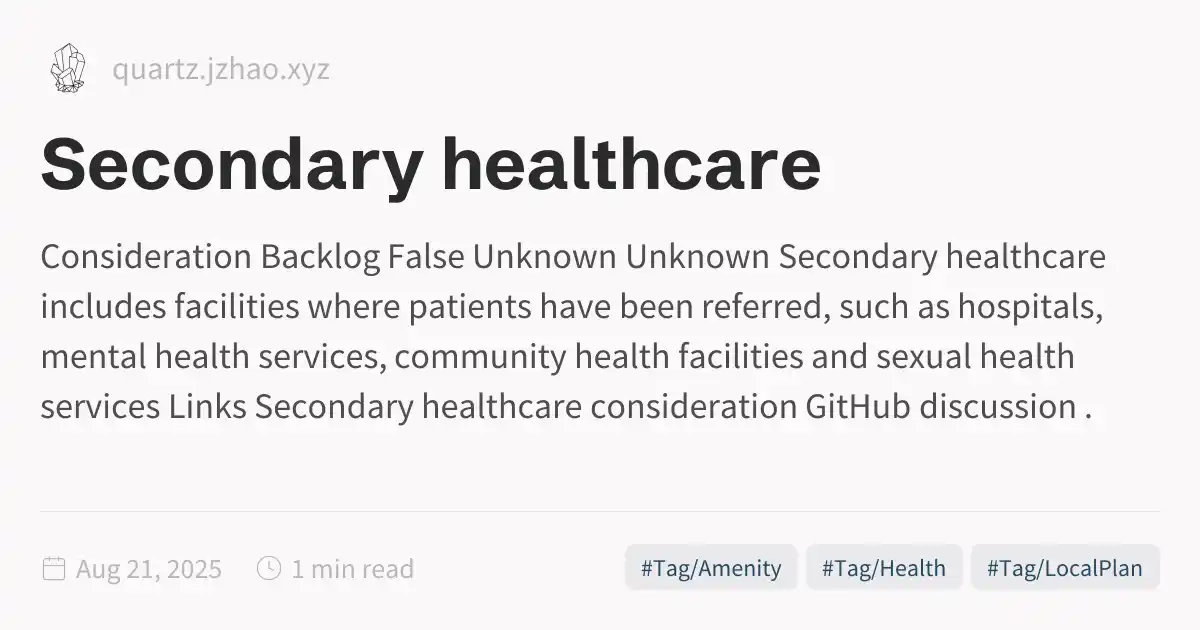 quartz.jzhao.xyz
Secondary healthcare
Consideration Backlog False Unknown Unknown Secondary healthcare
includes facilities where patients have been referred, such as hospitals,
mental health services, community health facilities and sexual health
services Links Secondary healthcare consideration GitHub discussion .
Aug 21, 2025 1 min read #Tag/Amenity #Tag/Health #Tag/LocalPlan